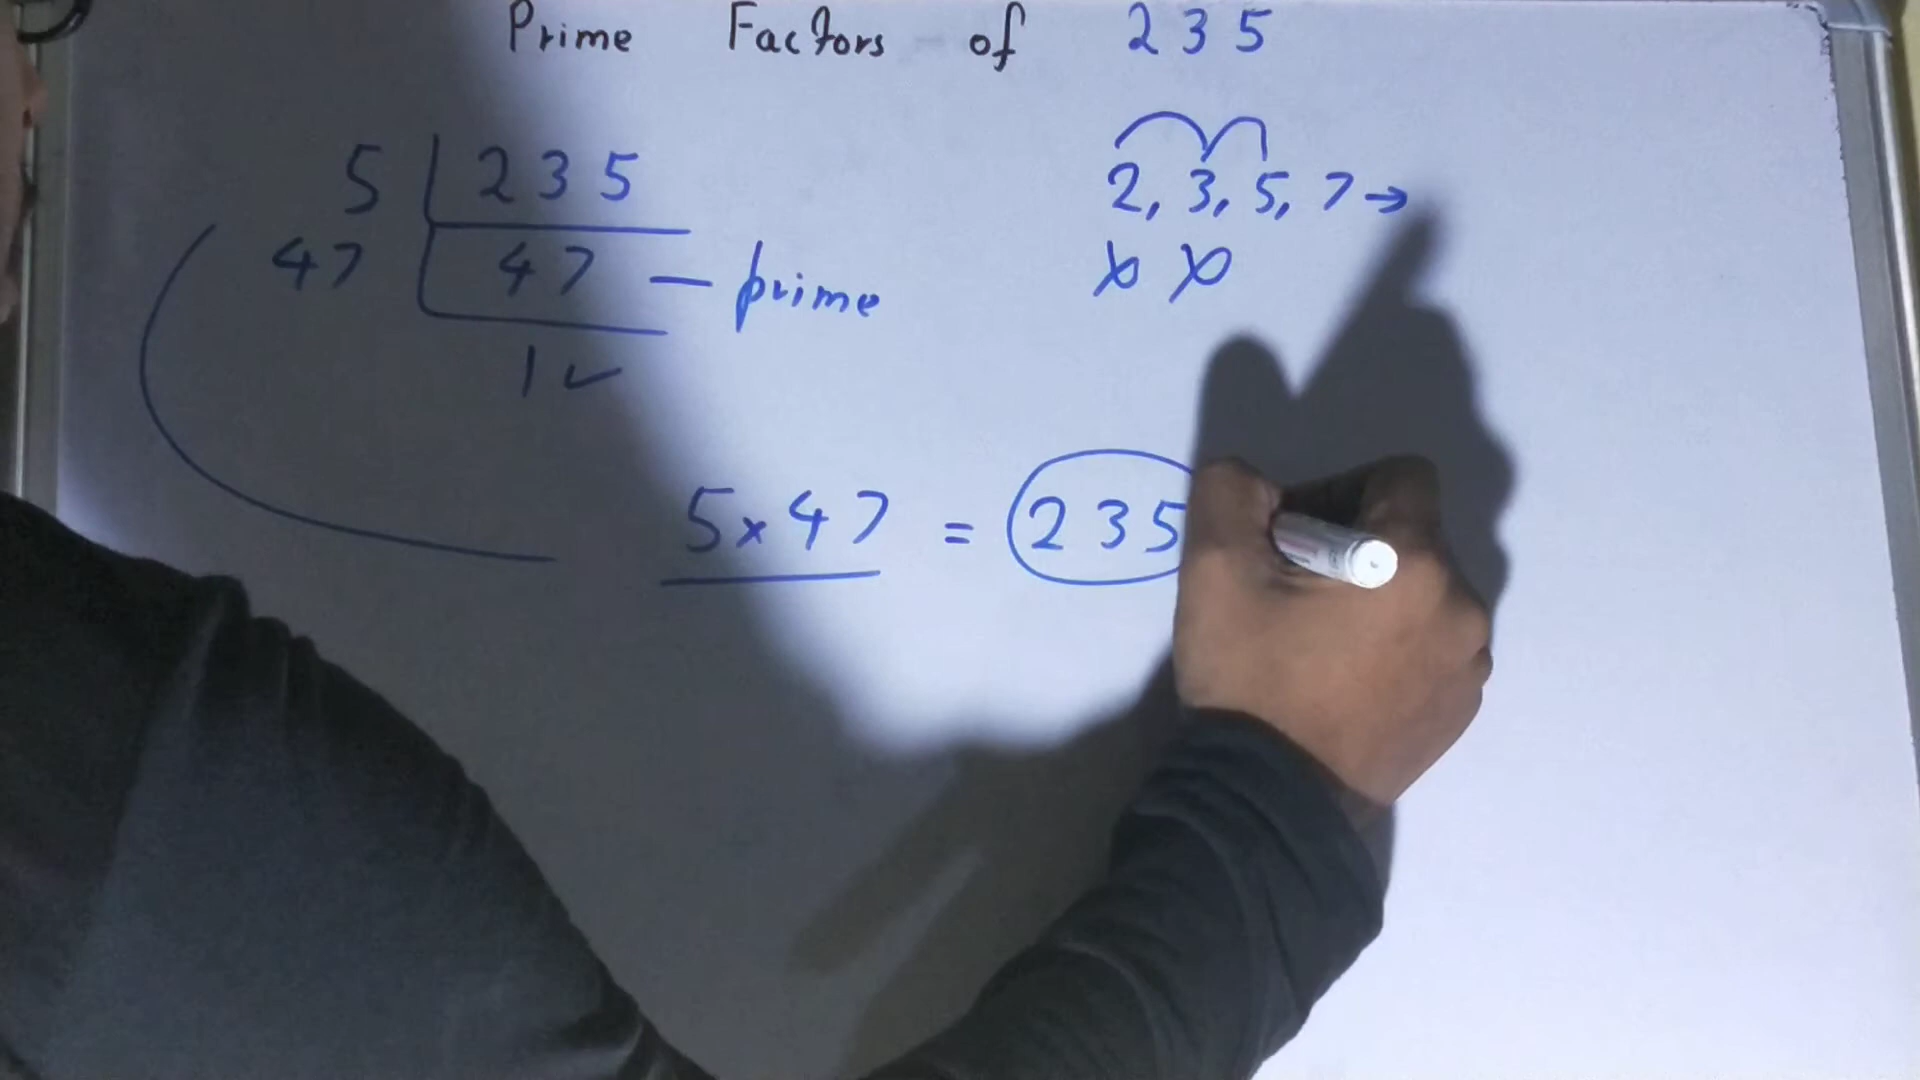 Prime Factors of 235
5 | 235
47 | 47 — prime
1 ✓
2, 3, 5, 7 →
x x
5 x 47 = 235